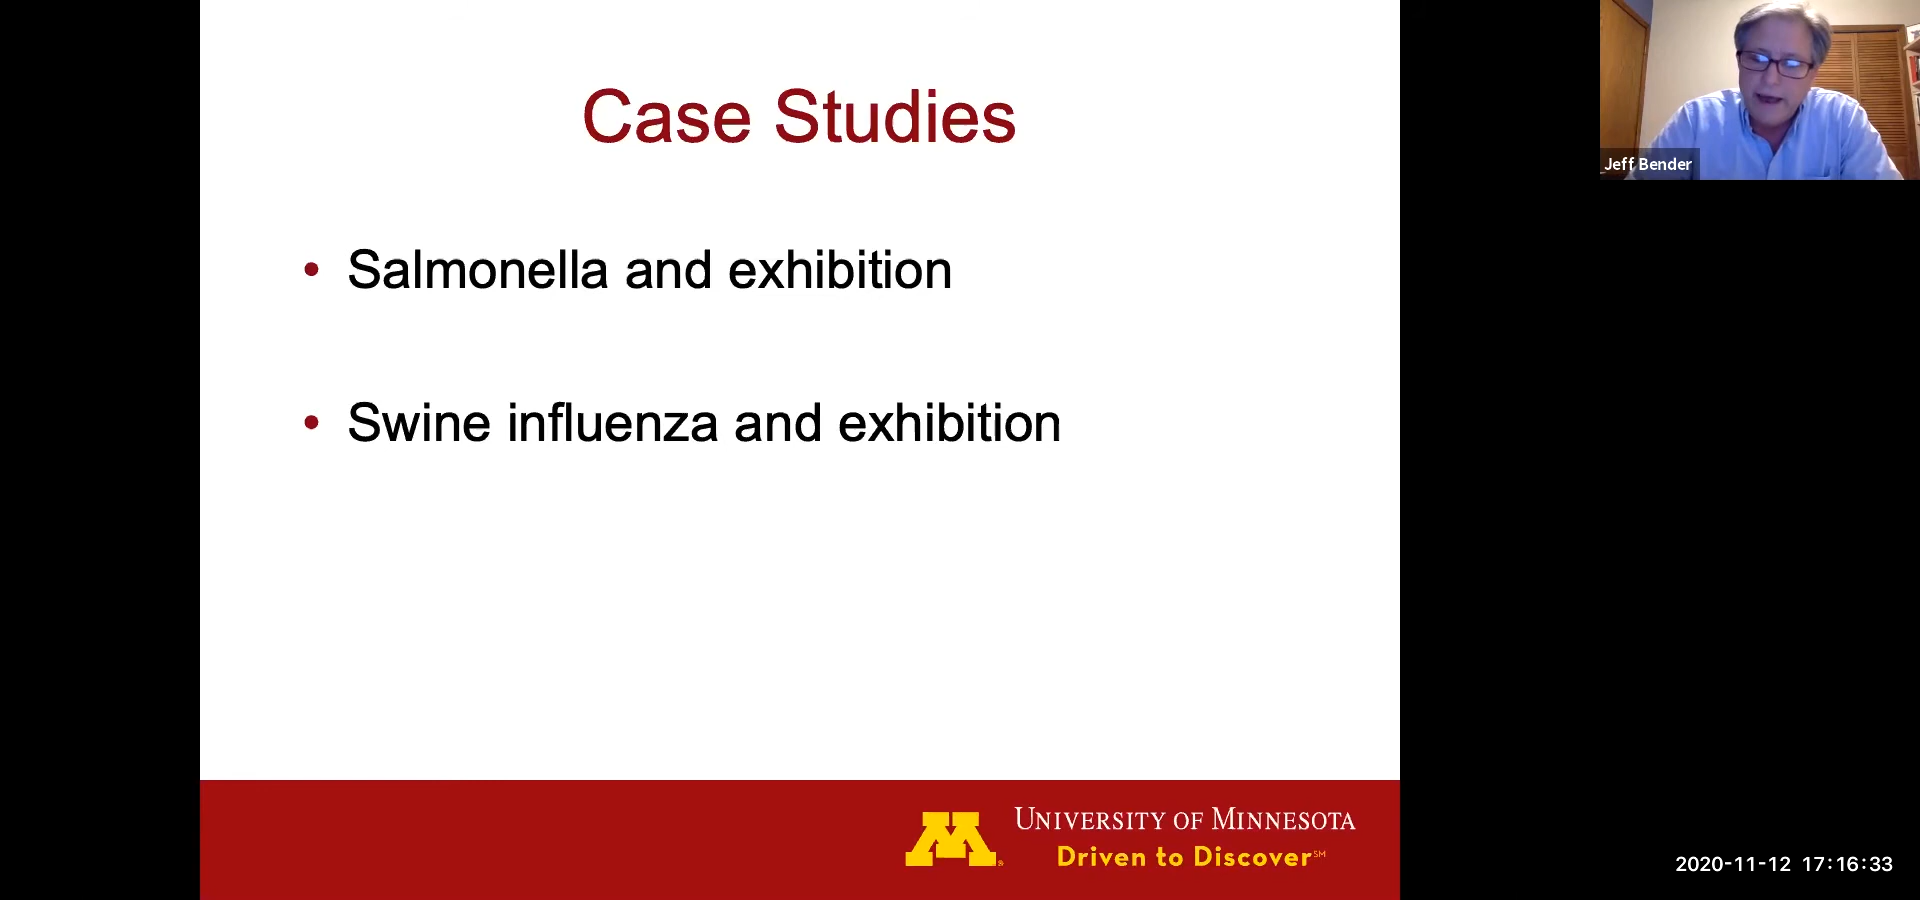 Case Studies
• Salmonella and exhibition
• Swine influenza and exhibition
UNIVERSITY OF MINNESOTA
Driven to Discover℠
Jeff Bender
2020-11-12 17:16:33